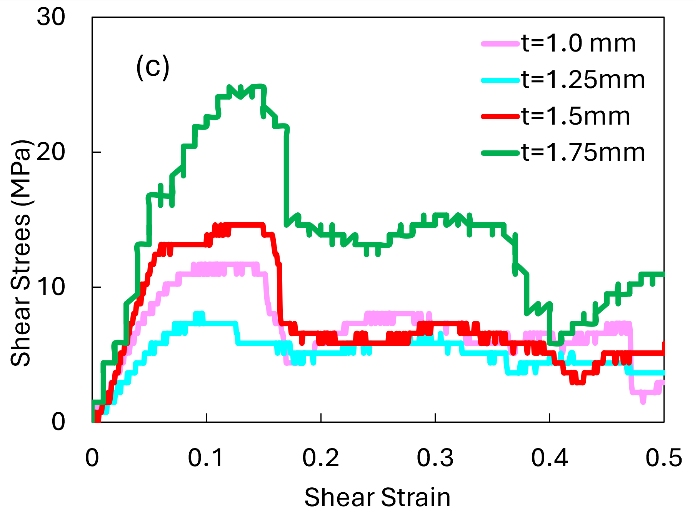 30
(c)
t=1.0 mm
t=1.25mm
t=1.5mm
t=1.75mm
20
10
0
Shear Strees (MPa)
0 0.1 0.2 0.3 0.4 0.5
Shear Strain